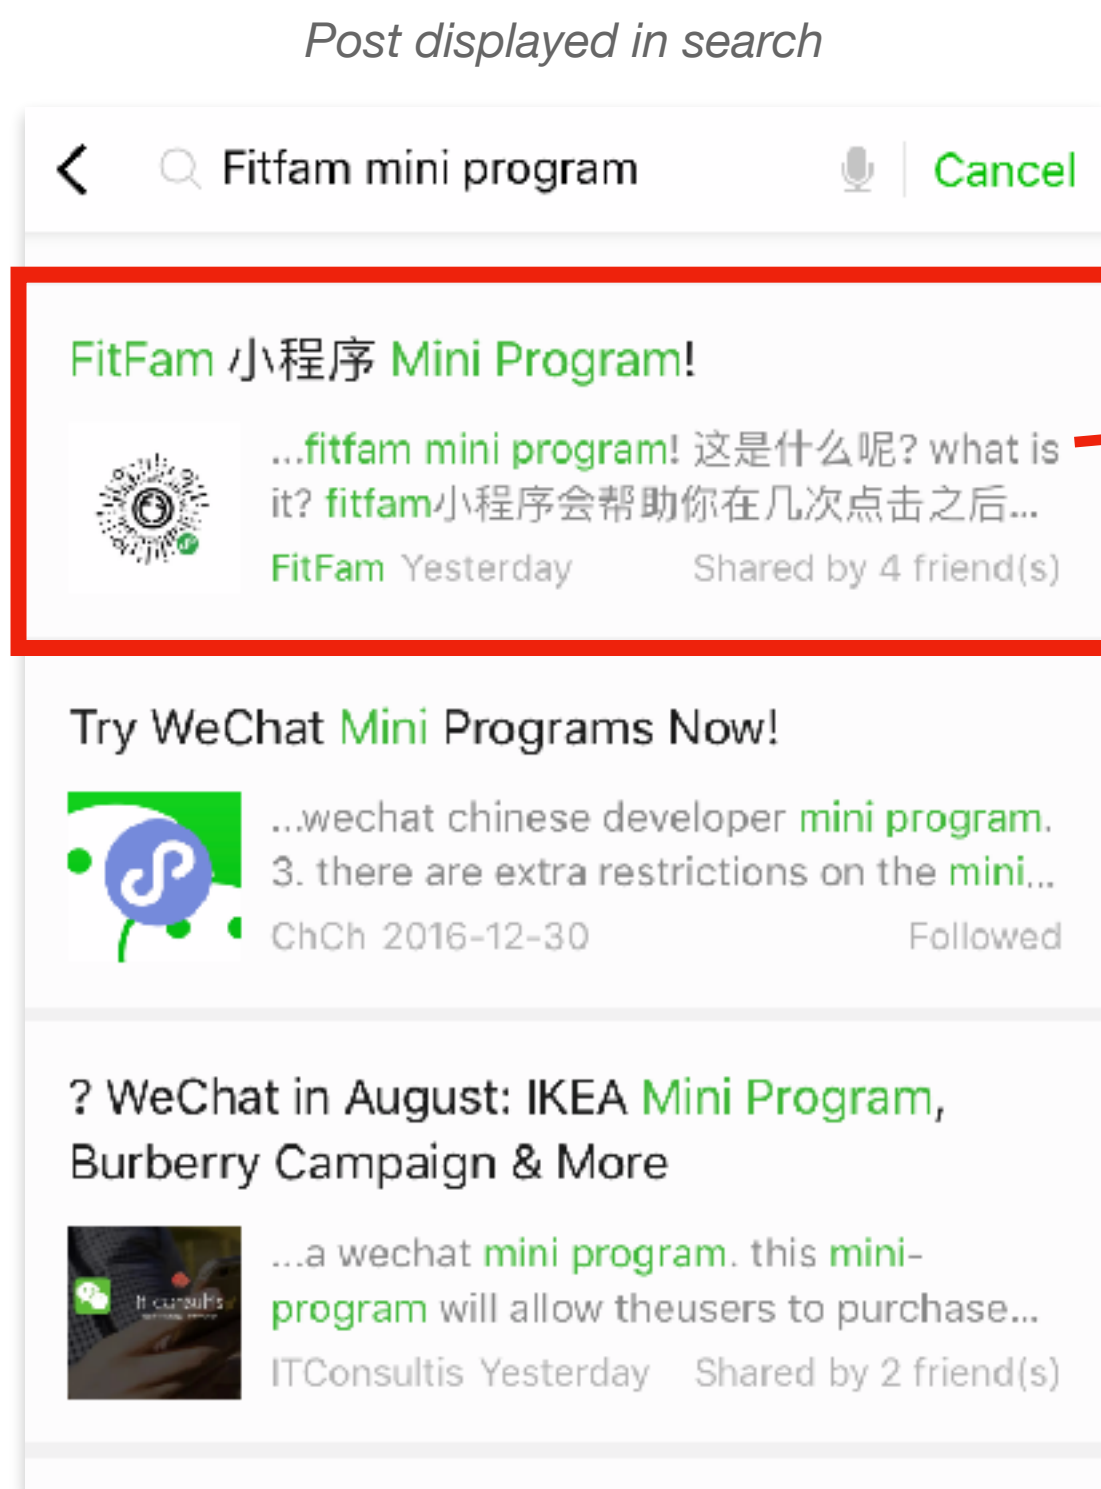 Post displayed in search
Fitfam mini program
Cancel
FitFam 小程序 Mini Program!
...fitfam mini program! 这是什么呢? what is
it? fitfam小程序会帮助你在几次点击之后...
FitFam Yesterday Shared by 4 friend(s)
Try WeChat Mini Programs Now!
...wechat chinese developer mini program.
3. there are extra restrictions on the mini...
ChCh 2016-12-30 Followed
? WeChat in August: IKEA Mini Program,
Burberry Campaign & More
...a wechat mini program. this mini-
program will allow theusers to purchase...
It consultis
ITConsultis Yesterday Shared by 2 friend(s)